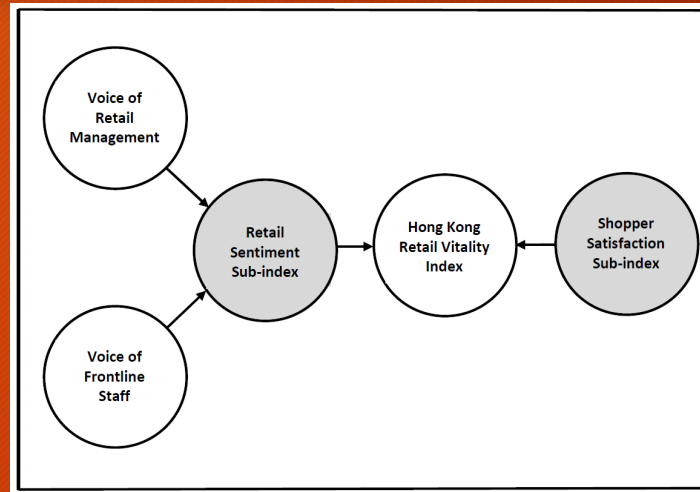 Voice of
Retail
Management
Retail
Sentiment
Sub-index
Hong Kong
Retail Vitality
Index
Shopper
Satisfaction
Sub-index
Voice of
Frontline
Staff